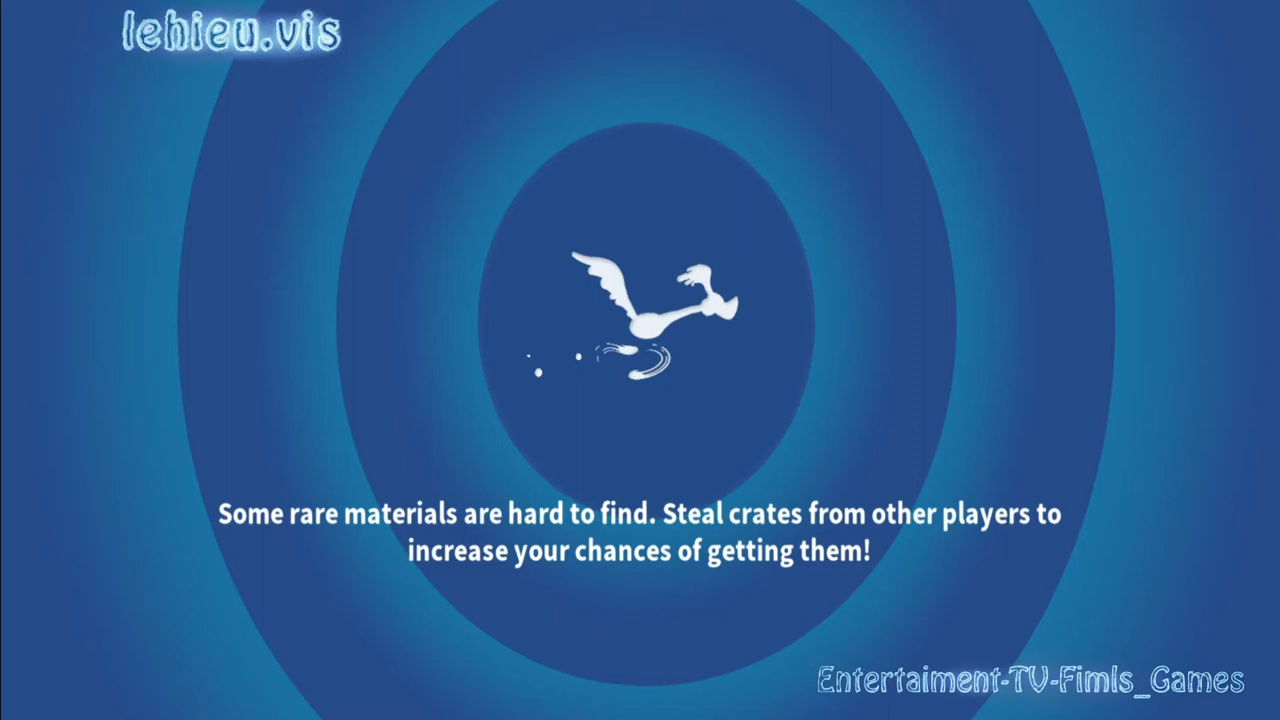 lehieu.vis
Some rare materials are hard to find. Steal crates from other players to
increase your chances of getting them!
Entertaiment-TV-Fimls_Games